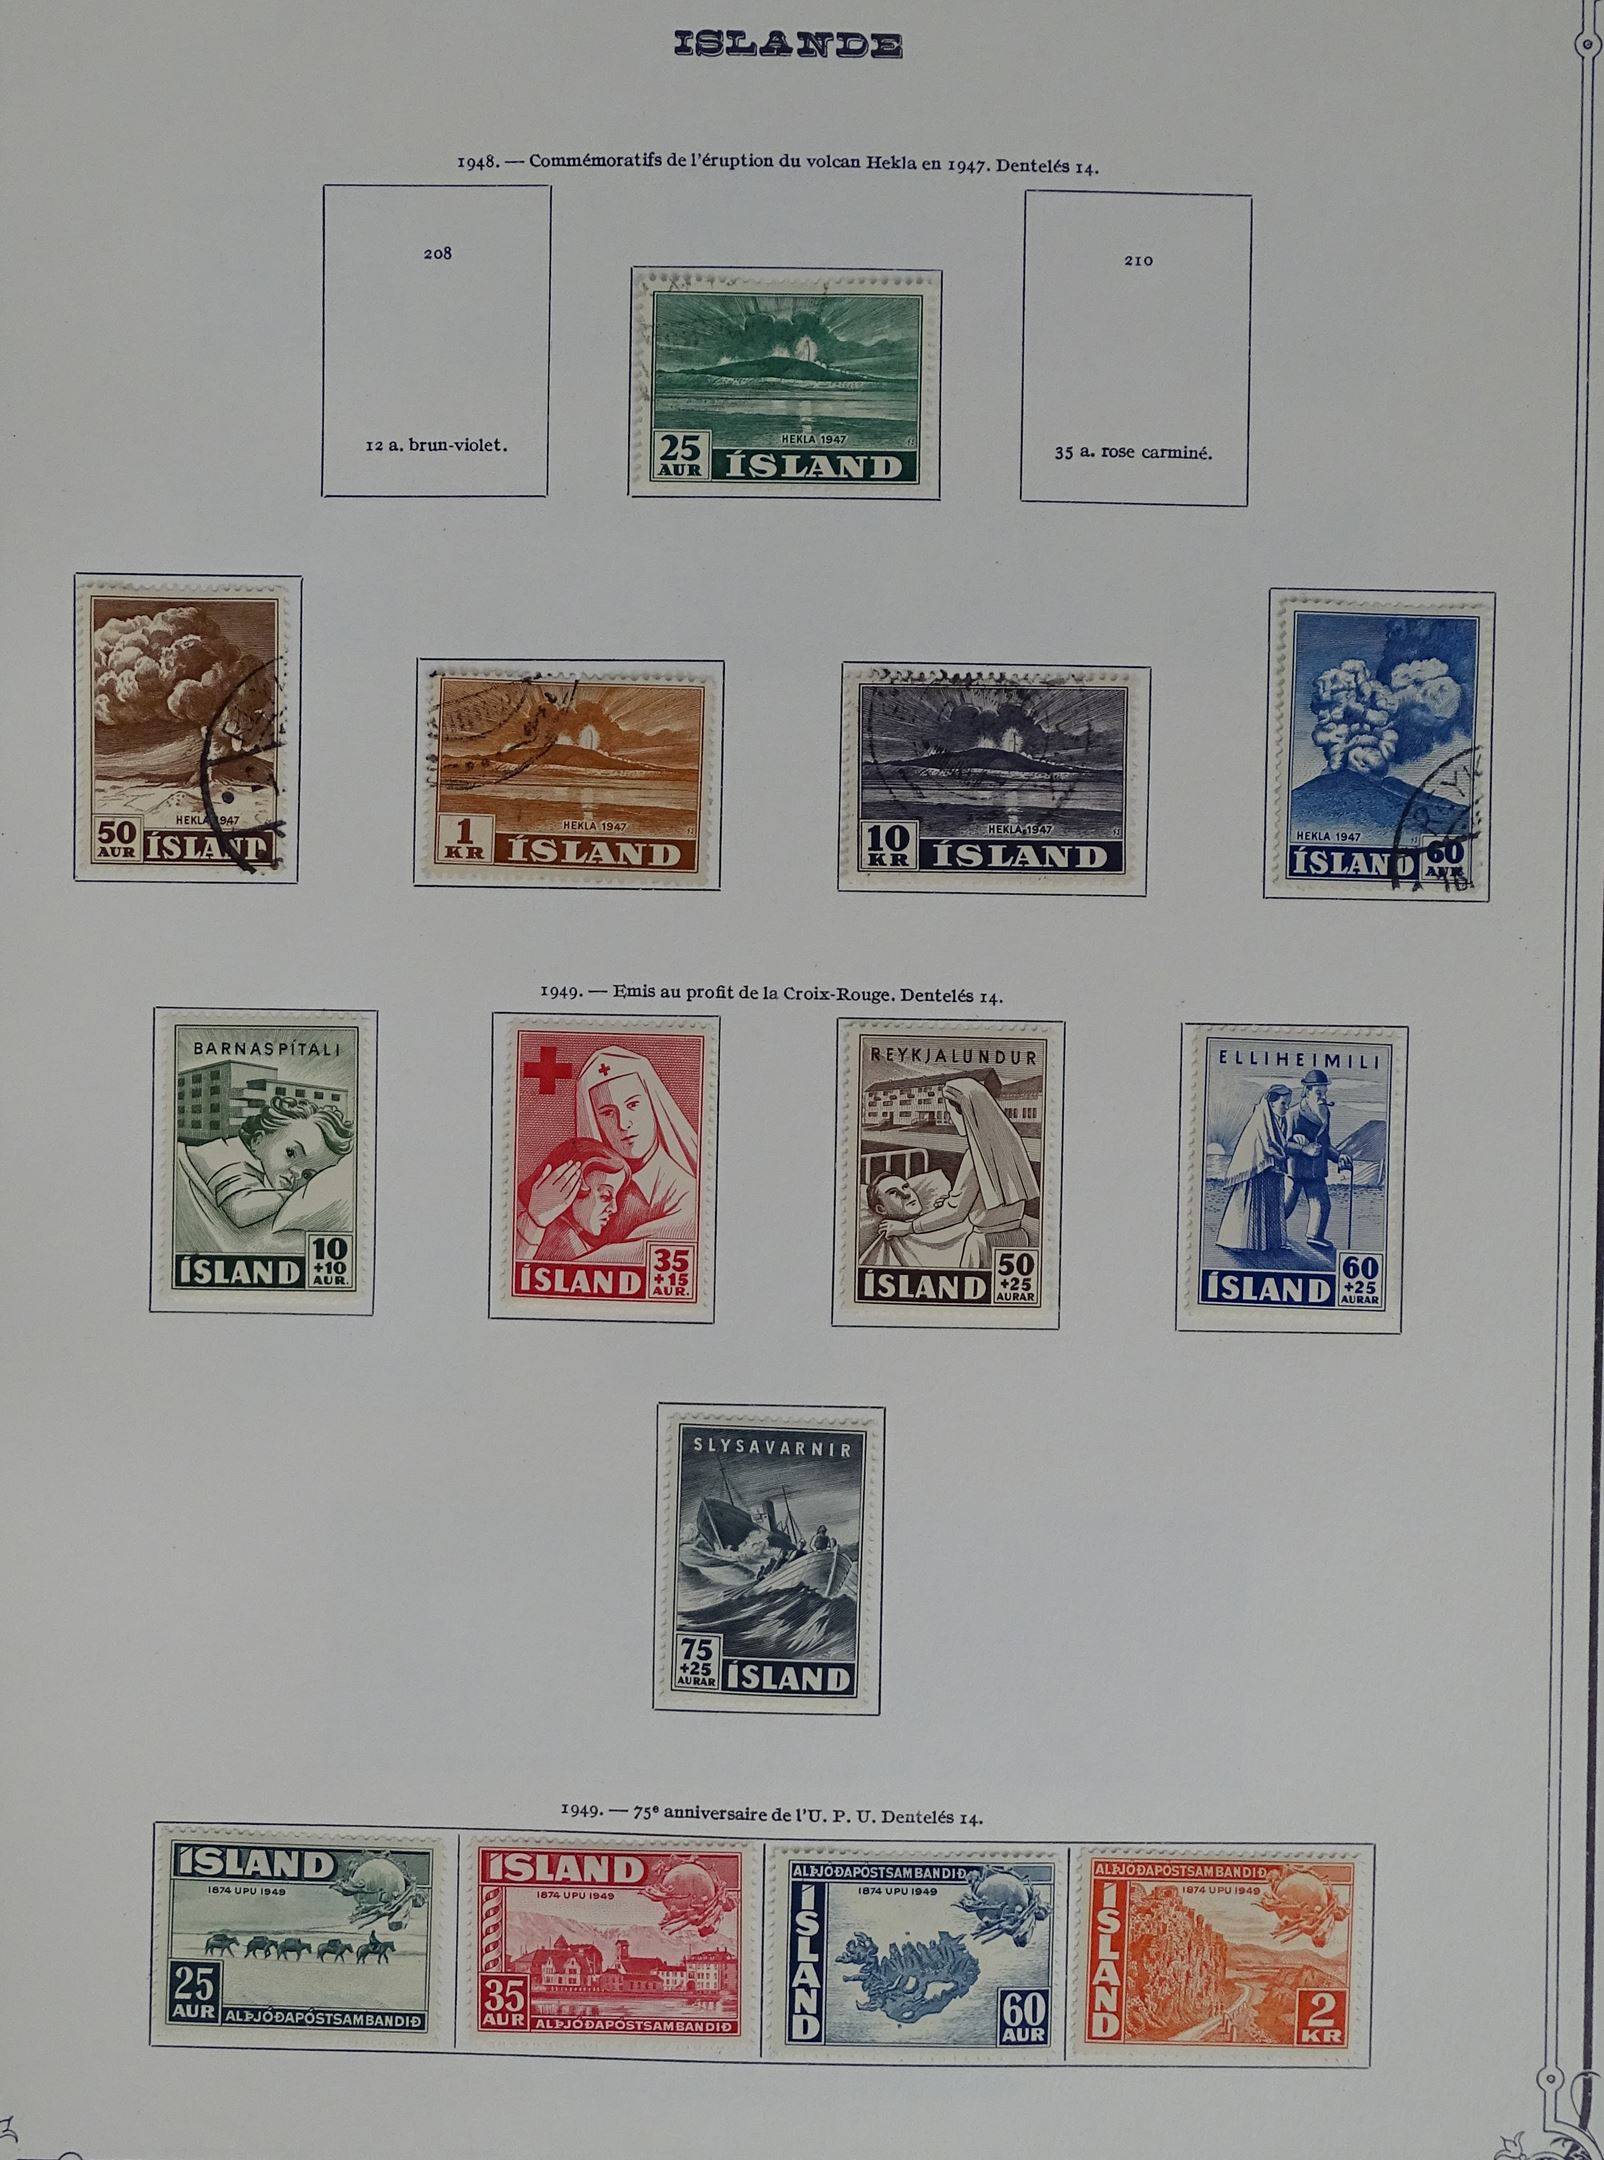 ISLANDE
1948. — Commémoratifs de l'éruption du volcan Hekla en 1947. Dentelés 14.
208
12 a. brun-violet.
HEKLA 1947
25
AUR
ÍSLAND
210
35 a. rose carminé.
HEKLA 1947
50
AUR
ÍSLAND
HEKLA 1947
1
KR
ÍSLAND
HEKLA 1947
10
KR
ÍSLAND
HEKLA 1947
ÍSLAND
60
AUR
1949. — Emis au profit de la Croix-Rouge. Dentelés 14.
BARNASPÍTALI
ÍSLAND
10
+10
AUR.
ÍSLAND
35
+15
AUR.
REYKJALUNDUR
ÍSLAND
50
+25
AURAR
ELLIHEIMILI
ÍSLAND
60
+25
AURAR
SLYSAVARNIR
75
+25
AURAR
ÍSLAND
1949. — 75e anniversaire de l'U. P. U. Dentelés 14.
ÍSLAND
1874 UPU 1949
25
AUR
ALÞJÓÐAPÓSTSAMBANDIÐ
ÍSLAND
1874 UPU 1949
35
AUR
ALÞJÓÐAPÓSTSAMBANDIÐ
ALÞJÓÐAPÓSTSAMBANDIÐ
1874 UPU 1949
ÍSLAND
60
AUR
ALÞJÓÐAPÓSTSAMBANDIÐ
1874 UPU 1949
ÍSLAND
2
KR